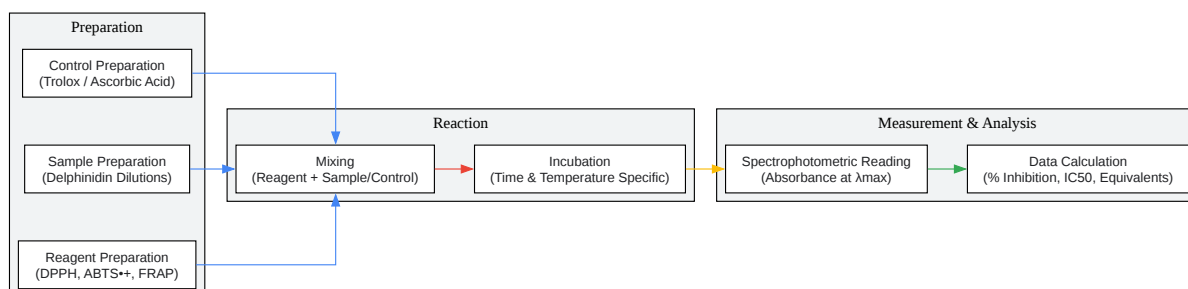 Preparation
Control Preparation
(Trolox / Ascorbic Acid)
Sample Preparation
(Delphinidin Dilutions)
Reagent Preparation
(DPPH, ABTS•+, FRAP)
Reaction
Mixing
(Reagent + Sample/Control)
Incubation
(Time & Temperature Specific)
Measurement & Analysis
Spectrophotometric Reading
(Absorbance at λmax)
Data Calculation
(% Inhibition, IC50, Equivalents)